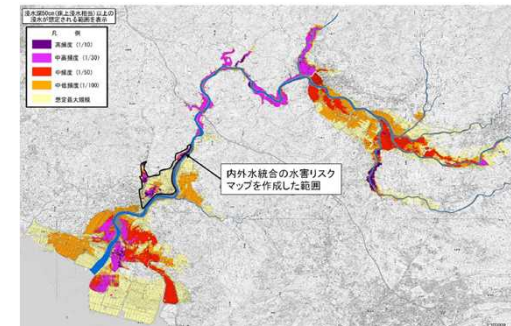 浸水深50cm(床上浸水相当)以上の
浸水が想定される範囲を表示
凡 例
高頻度(1/10)
中高頻度(1/30)
中頻度(1/50)
中低頻度(1/100)
想定最大規模
内外水統合の水害リスク
マップを作成した範囲